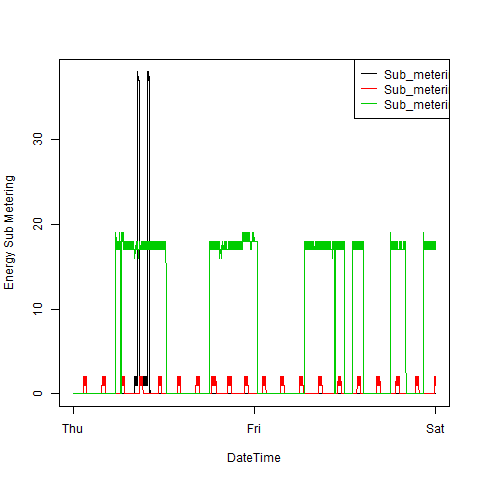 Sub_meteri
Sub_meteri
Sub_meteri
Energy Sub Metering
30
20
10
0
Thu
Fri
Sat
DateTime